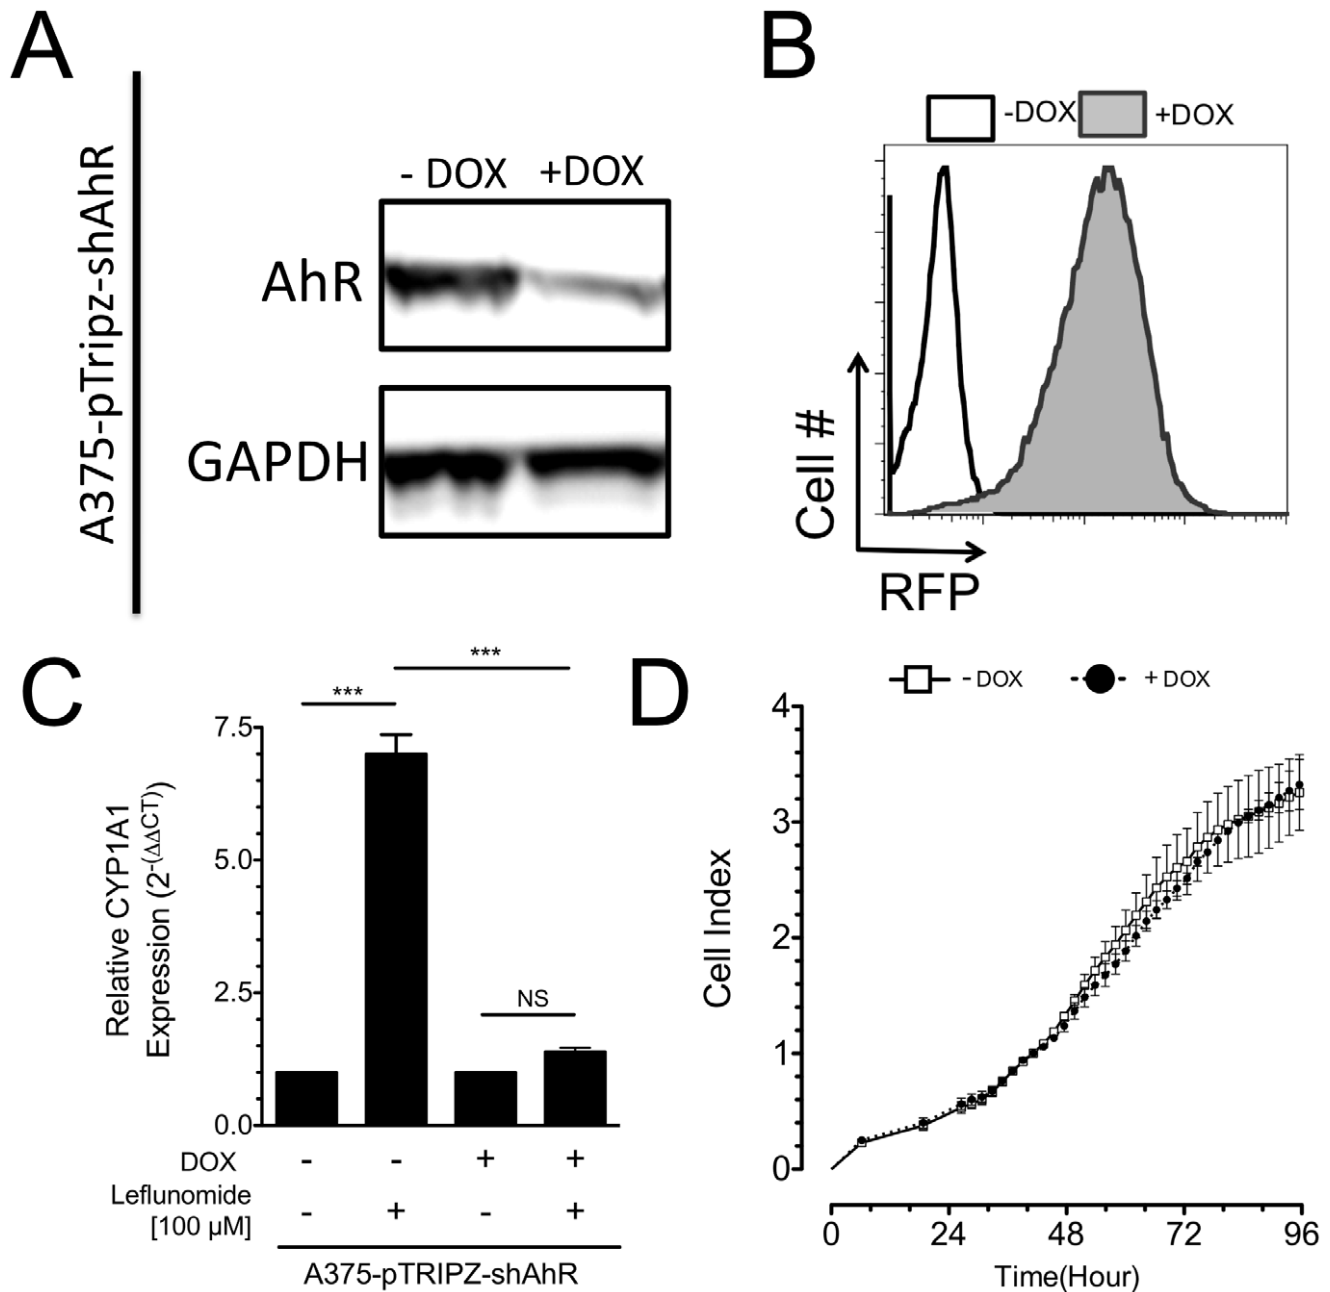 A
A375-pTripz-shAhR
- DOX +DOX
AhR
GAPDH
B
-DOX +DOX
Cell #
RFP
C
***
***
NS
Relative CYP1A1
Expression (2-(ΔΔCT))
7.5
5.0
2.5
0.0
DOX - - + +
Leflunomide
[100 µM] - + - +
A375-pTRIPZ-shAhR
D
- DOX + DOX
Cell Index
4
3
2
1
0
0 24 48 72 96
Time(Hour)